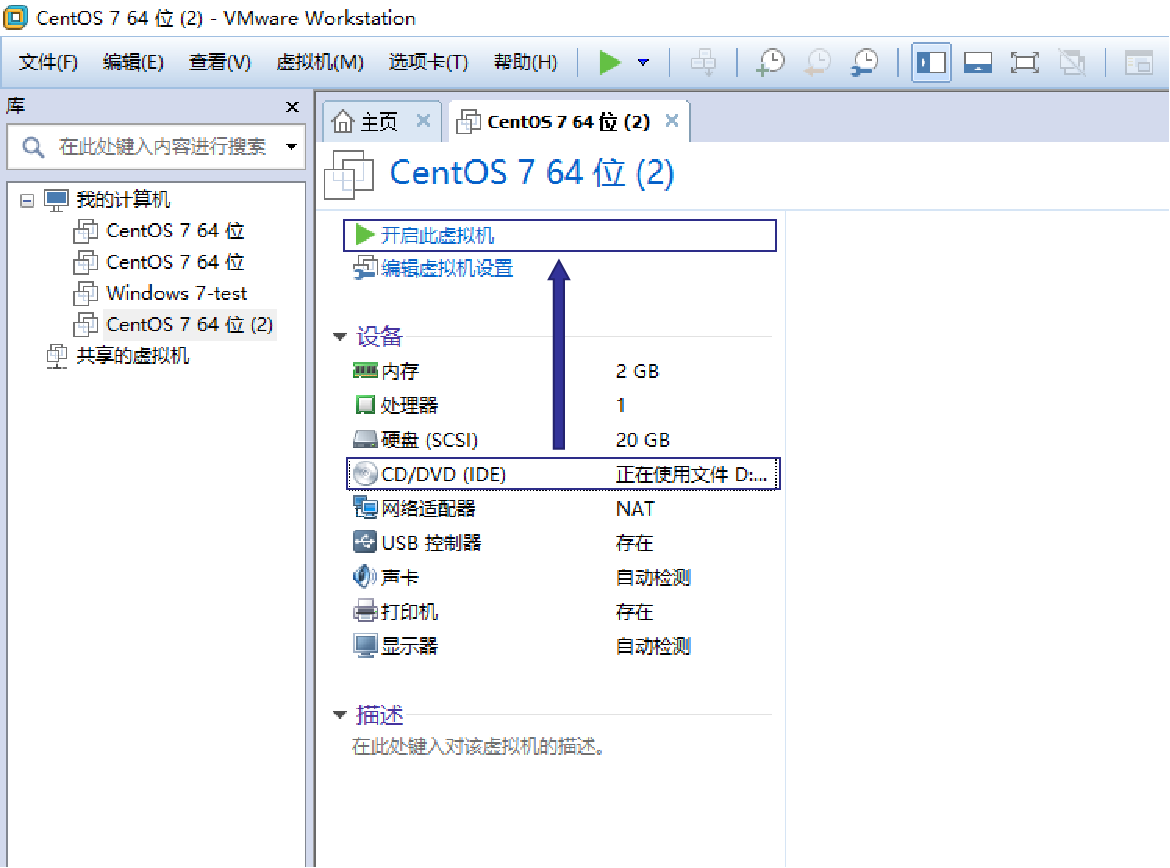 CentOS 7 64 位 (2) - VMware Workstation
文件(F) 编辑(E) 查看(V) 虚拟机(M) 选项卡(T) 帮助(H)
库
在此处键入内容进行搜索
我的计算机
CentOS 7 64 位
CentOS 7 64 位
Windows 7-test
CentOS 7 64 位 (2)
共享的虚拟机
主页 CentOS 7 64 位 (2)
CentOS 7 64 位 (2)
开启此虚拟机
编辑虚拟机设置
设备
内存 2 GB
处理器 1
硬盘 (SCSI) 20 GB
CD/DVD (IDE) 正在使用文件 D:...
网络适配器 NAT
USB 控制器 存在
声卡 自动检测
打印机 存在
显示器 自动检测
描述
在此处键入对该虚拟机的描述。